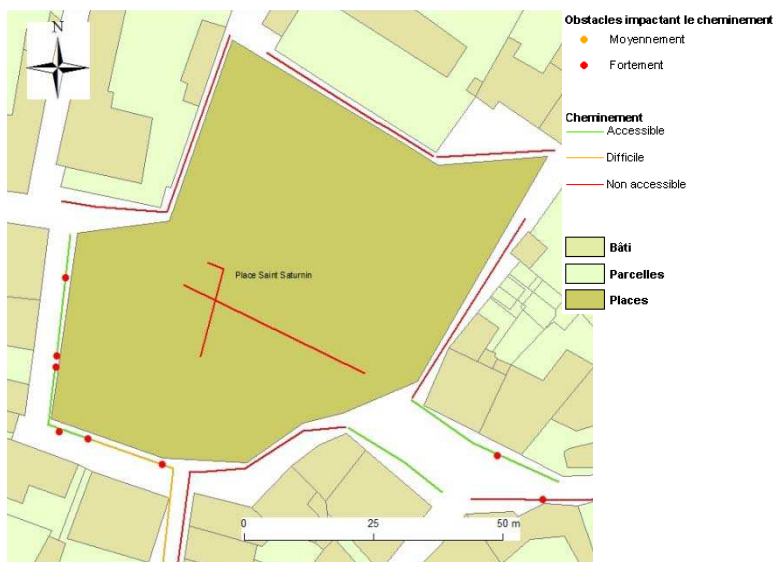 N
Place Saint Saturnin
0 25 50 m
Obstacles impactant le cheminement
Moyennement
Fortement
Cheminement
Accessible
Difficile
Non accessible
Bâti
Parcelles
Places